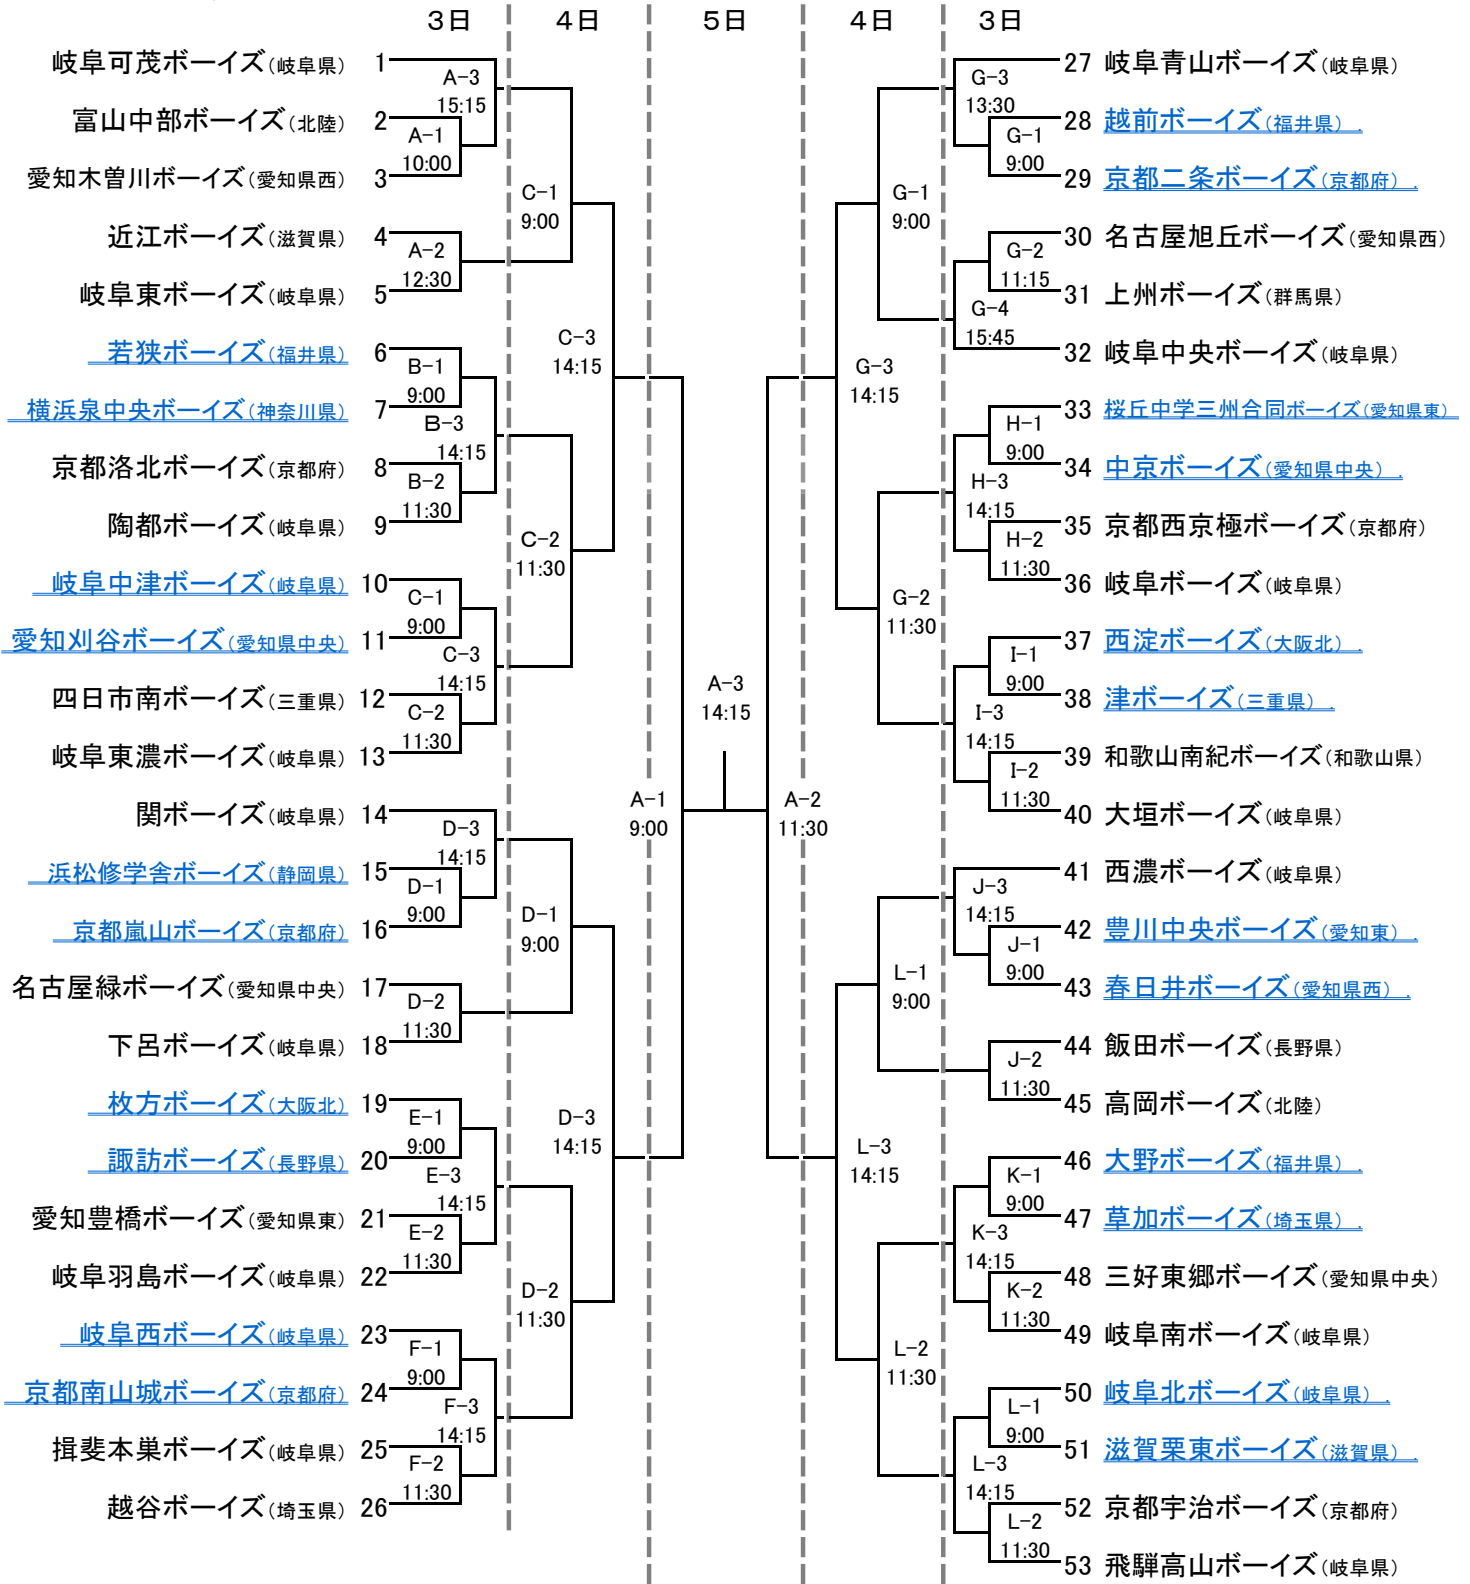 3日 4日 5日 4日 3日
岐阜可茂ボーイズ(岐阜県) 1
A-3
15:15
富山中部ボーイズ(北陸) 2
A-1
10:00
愛知木曽川ボーイズ(愛知県西) 3
C-1
9:00
近江ボーイズ(滋賀県) 4
A-2
12:30
岐阜東ボーイズ(岐阜県) 5
C-3
14:15
若狭ボーイズ(福井県) 6
B-1
9:00
横浜泉中央ボーイズ(神奈川県) 7
B-3
14:15
京都洛北ボーイズ(京都府) 8
B-2
11:30
陶都ボーイズ(岐阜県) 9
C-2
11:30
岐阜中津ボーイズ(岐阜県) 10
C-1
9:00
愛知刈谷ボーイズ(愛知県中央) 11
C-3
14:15
四日市南ボーイズ(三重県) 12
C-2
11:30
岐阜東濃ボーイズ(岐阜県) 13
A-1
9:00
関ボーイズ(岐阜県) 14
D-3
14:15
浜松修学舎ボーイズ(静岡県) 15
D-1
9:00
京都嵐山ボーイズ(京都府) 16
D-1
9:00
名古屋緑ボーイズ(愛知県中央) 17
D-2
11:30
下呂ボーイズ(岐阜県) 18
枚方ボーイズ(大阪北) 19
E-1
9:00
D-3
14:15
諏訪ボーイズ(長野県) 20
E-3
14:15
愛知豊橋ボーイズ(愛知県東) 21
E-2
11:30
岐阜羽島ボーイズ(岐阜県) 22
D-2
11:30
岐阜西ボーイズ(岐阜県) 23
F-1
9:00
京都南山城ボーイズ(京都府) 24
F-3
14:15
揖斐本巣ボーイズ(岐阜県) 25
F-2
11:30
越谷ボーイズ(埼玉県) 26
A-3
14:15
27 岐阜青山ボーイズ(岐阜県)
G-3
13:30
28 越前ボーイズ(福井県) .
G-1
9:00
29 京都二条ボーイズ(京都府) .
G-1
9:00
30 名古屋旭丘ボーイズ(愛知県西)
G-2
11:15
31 上州ボーイズ(群馬県)
G-4
15:45
32 岐阜中央ボーイズ(岐阜県)
G-3
14:15
33 桜丘中学三州合同ボーイズ(愛知県東)
H-1
9:00
34 中京ボーイズ(愛知県中央) .
H-3
14:15
35 京都西京極ボーイズ(京都府)
H-2
11:30
36 岐阜ボーイズ(岐阜県)
G-2
11:30
37 西淀ボーイズ(大阪北) .
I-1
9:00
38 津ボーイズ(三重県) .
I-3
14:15
39 和歌山南紀ボーイズ(和歌山県)
I-2
11:30
40 大垣ボーイズ(岐阜県)
A-2
11:30
41 西濃ボーイズ(岐阜県)
J-3
14:15
42 豊川中央ボーイズ(愛知東) .
J-1
9:00
43 春日井ボーイズ(愛知県西) .
L-1
9:00
44 飯田ボーイズ(長野県)
J-2
11:30
45 高岡ボーイズ(北陸)
L-3
14:15
46 大野ボーイズ(福井県) .
K-1
9:00
47 草加ボーイズ(埼玉県) .
K-3
14:15
48 三好東郷ボーイズ(愛知県中央)
K-2
11:30
49 岐阜南ボーイズ(岐阜県)
L-2
11:30
50 岐阜北ボーイズ(岐阜県) .
L-1
9:00
51 滋賀栗東ボーイズ(滋賀県) .
L-3
14:15
52 京都宇治ボーイズ(京都府)
L-2
11:30
53 飛騨高山ボーイズ(岐阜県)